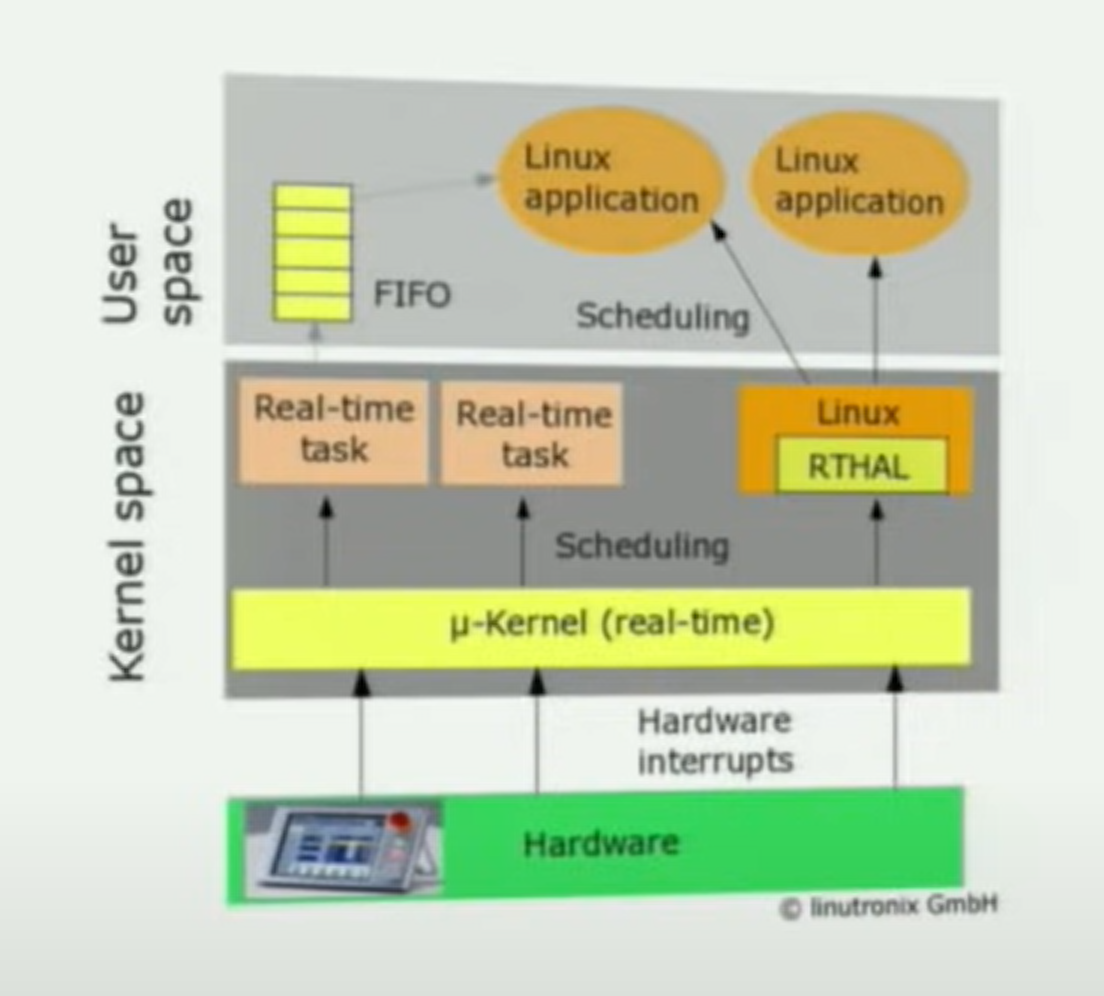 User
space
Linux
application
Linux
application
FIFO
Scheduling
Kernel space
Real-time
task
Real-time
task
Linux
RTHAL
Scheduling
µ-Kernel (real-time)
Hardware
interrupts
Hardware
© linutronix GmbH